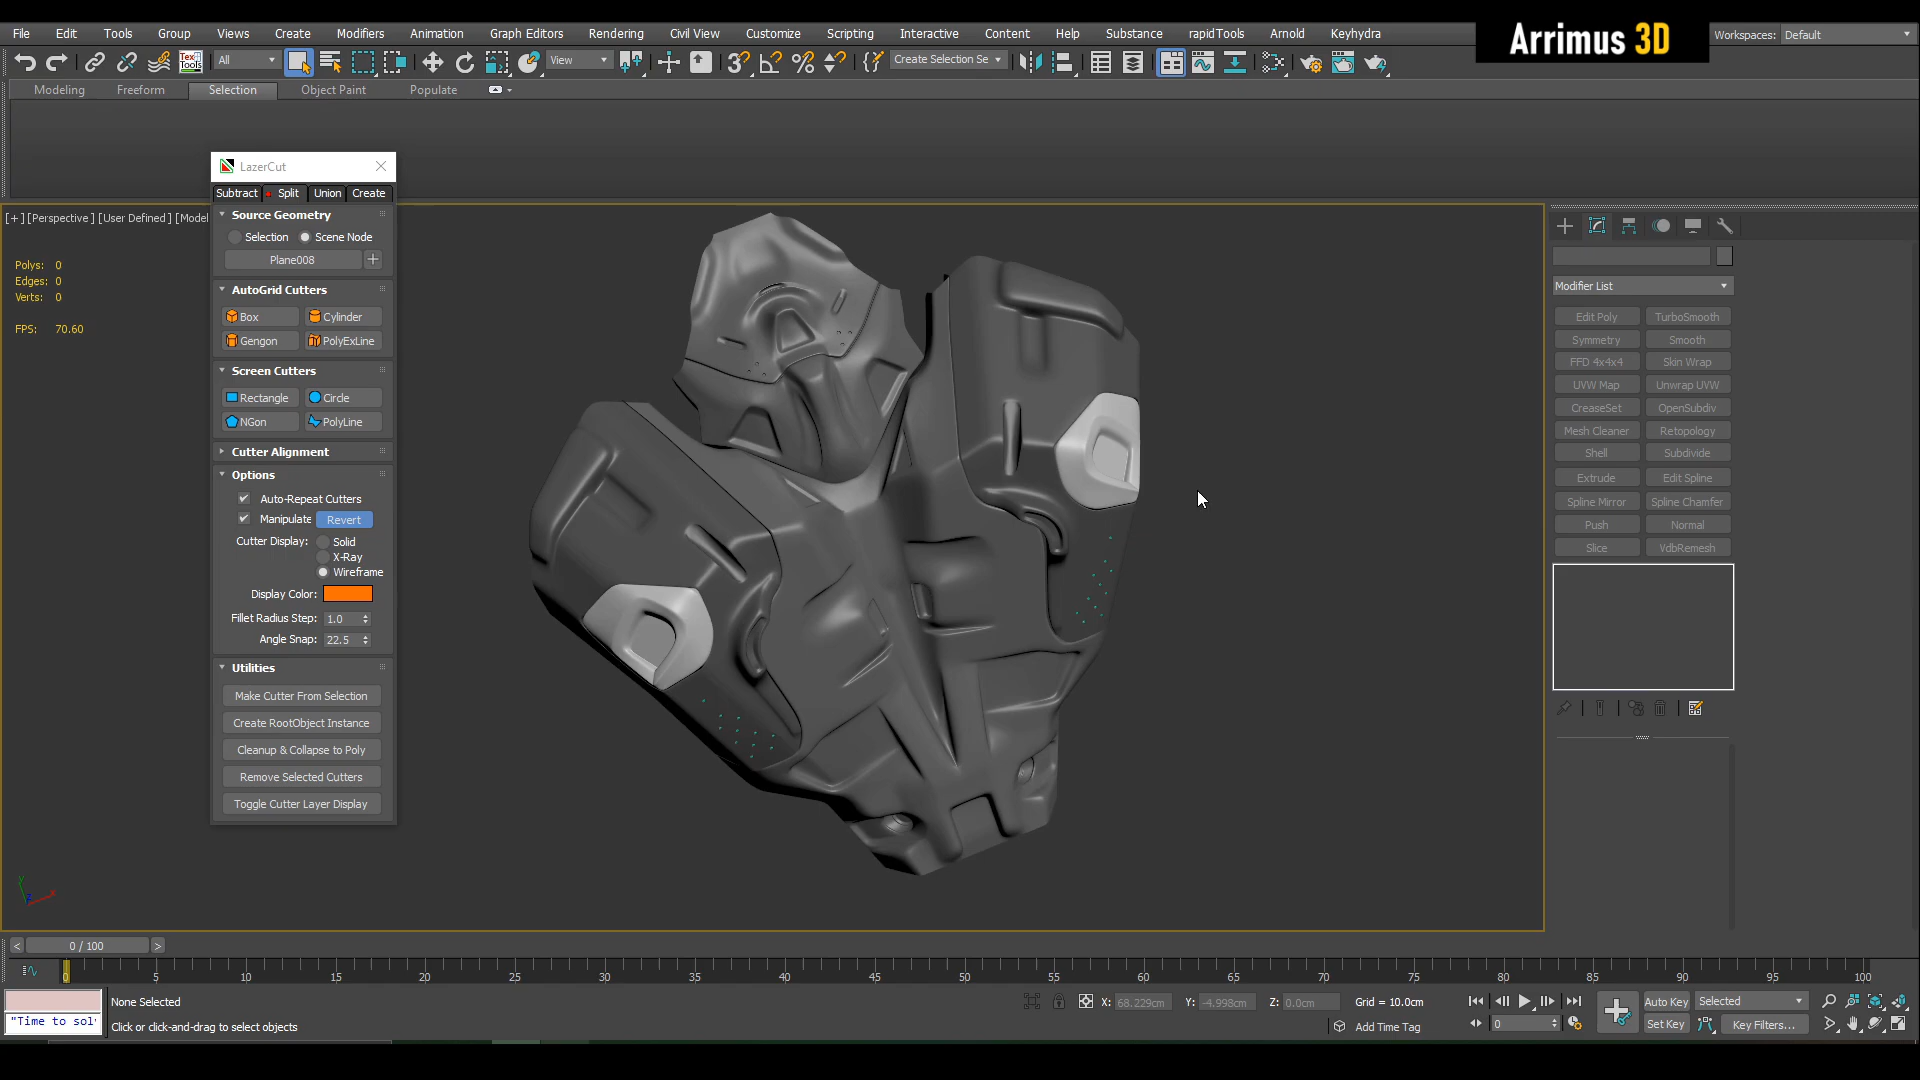 File Edit Tools Group Views Create Modifiers Animation Graph Editors Rendering Civil View Customize Scripting Interactive Content Help Substance rapidTools Arnold Keyhydra
Arrimus 3D
Workspaces: Default
All
View
Create Selection Se
Modeling Freeform Selection Object Paint Populate
LazerCut
Subtract Split Union Create
[+] [Perspective] [User Defined] [Model
Source Geometry
Selection Scene Node
Plane008 +
Polys: 0
Edges: 0
Verts: 0
FPS: 70.60
AutoGrid Cutters
Box Cylinder
Gengon PolyExLine
Screen Cutters
Rectangle Circle
NGon PolyLine
Cutter Alignment
Options
Auto-Repeat Cutters
Manipulate Revert
Cutter Display: Solid
X-Ray
Wireframe
Display Color:
Fillet Radius Step: 1.0
Angle Snap: 22.5
Utilities
Make Cutter From Selection
Create RootObject Instance
Cleanup & Collapse to Poly
Remove Selected Cutters
Toggle Cutter Layer Display
Modifier List
Edit Poly TurboSmooth
Symmetry Smooth
FFD 4x4x4 Skin Wrap
UVW Map Unwrap UVW
CreaseSet OpenSubdiv
Mesh Cleaner Retopology
Shell Subdivide
Extrude Edit Spline
Spline Mirror Spline Chamfer
Push Normal
Slice VdbRemesh
< 0 / 100 >
0 5 10 15 20 25 30 35 40 45 50 55 60 65 70 75 80 85 90 95 100
None Selected
X: 68.229cm Y: -4.998cm Z: 0.0cm Grid = 10.0cm
Auto Key Selected
"Time to sol
Click or click-and-drag to select objects
Add Time Tag
0
Set Key Key Filters...